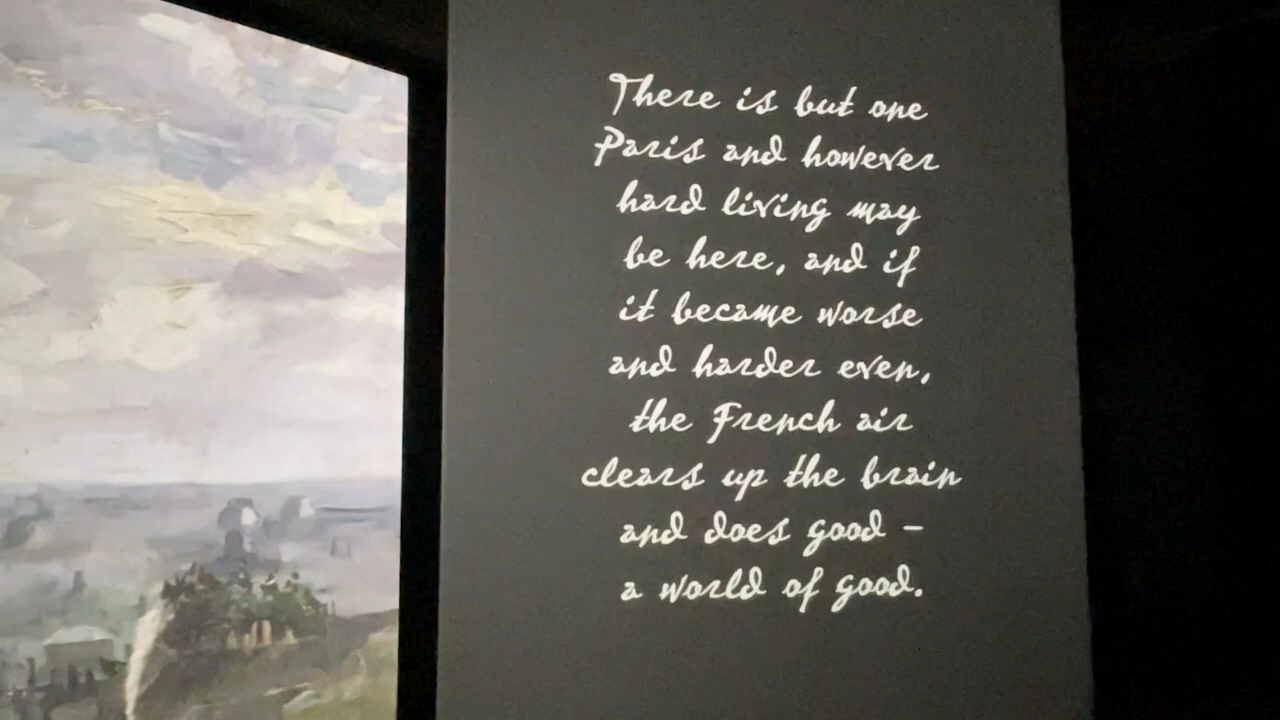 There is but one
Paris and however
hard living may
be here, and if
it became worse
and harder even,
the French air
clears up the brain
and does good –
a world of good.